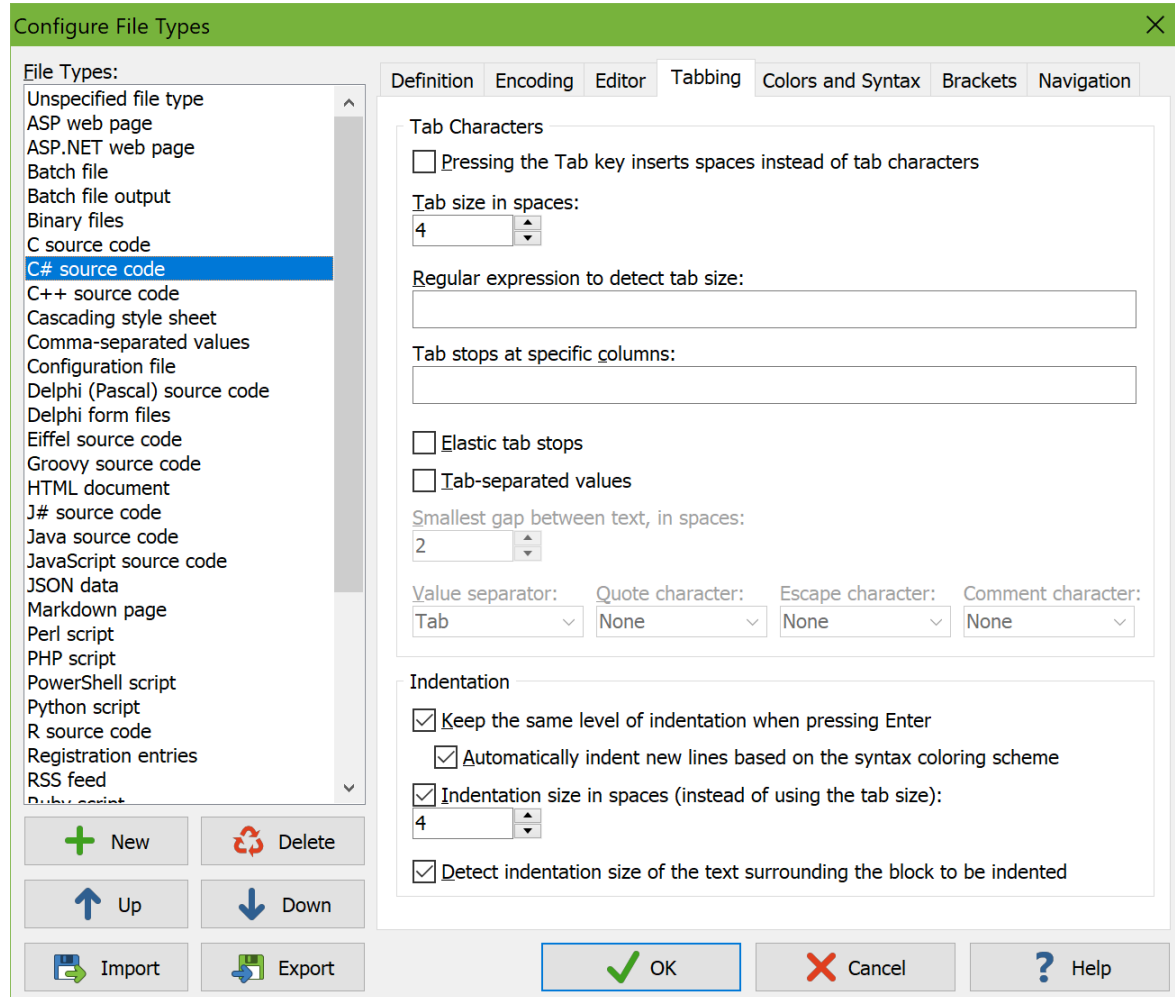 Configure File Types
File Types:
Unspecified file type
ASP web page
ASP.NET web page
Batch file
Batch file output
Binary files
C source code
C# source code
C++ source code
Cascading style sheet
Comma-separated values
Configuration file
Delphi (Pascal) source code
Delphi form files
Eiffel source code
Groovy source code
HTML document
J# source code
Java source code
JavaScript source code
JSON data
Markdown page
Perl script
PHP script
PowerShell script
Python script
R source code
Registration entries
RSS feed
Ruby script
New
Delete
Up
Down
Import
Export
Definition Encoding Editor Tabbing Colors and Syntax Brackets Navigation
Tab Characters
Pressing the Tab key inserts spaces instead of tab characters
Tab size in spaces:
4
Regular expression to detect tab size:
Tab stops at specific columns:
Elastic tab stops
Tab-separated values
Smallest gap between text, in spaces:
2
Value separator: Quote character: Escape character: Comment character:
Tab None None None
Indentation
Keep the same level of indentation when pressing Enter
Automatically indent new lines based on the syntax coloring scheme
Indentation size in spaces (instead of using the tab size):
4
Detect indentation size of the text surrounding the block to be indented
OK Cancel Help